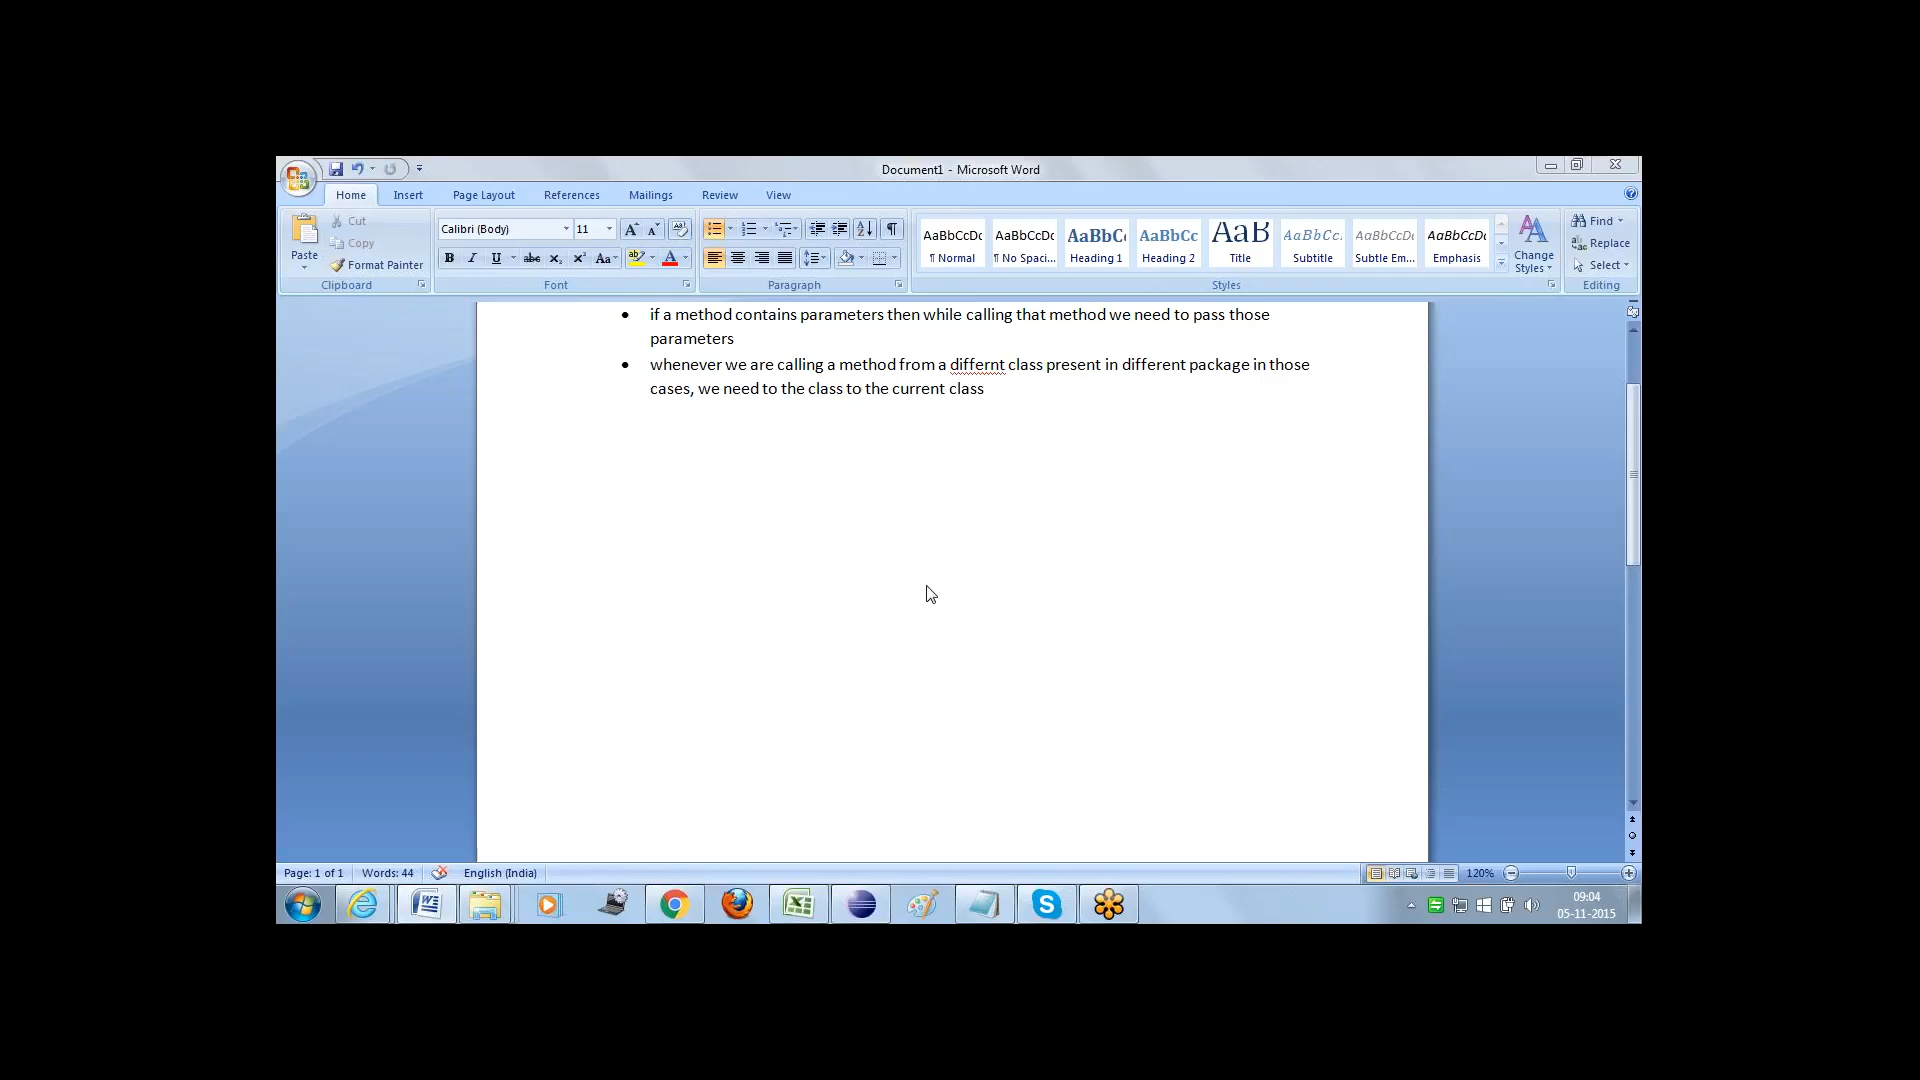 Document1 - Microsoft Word
Home Insert Page Layout References Mailings Review View
Paste
Cut
Copy
Format Painter
Clipboard
Calibri (Body) 11
Font
Paragraph
AaBbCcDc AaBbCcDc AaBbC AaBbCc AaB AaBbCc. AaBbCcDc AaBbCcDc
¶ Normal ¶ No Spaci... Heading 1 Heading 2 Title Subtitle Subtle Em... Emphasis
Change
Styles
Styles
Find
Replace
Select
Editing
• if a method contains parameters then while calling that method we need to pass those
parameters
• whenever we are calling a method from a differnt class present in different package in those
cases, we need to the class to the current class
Page: 1 of 1 Words: 44 English (India) 120%
09:04
05-11-2015